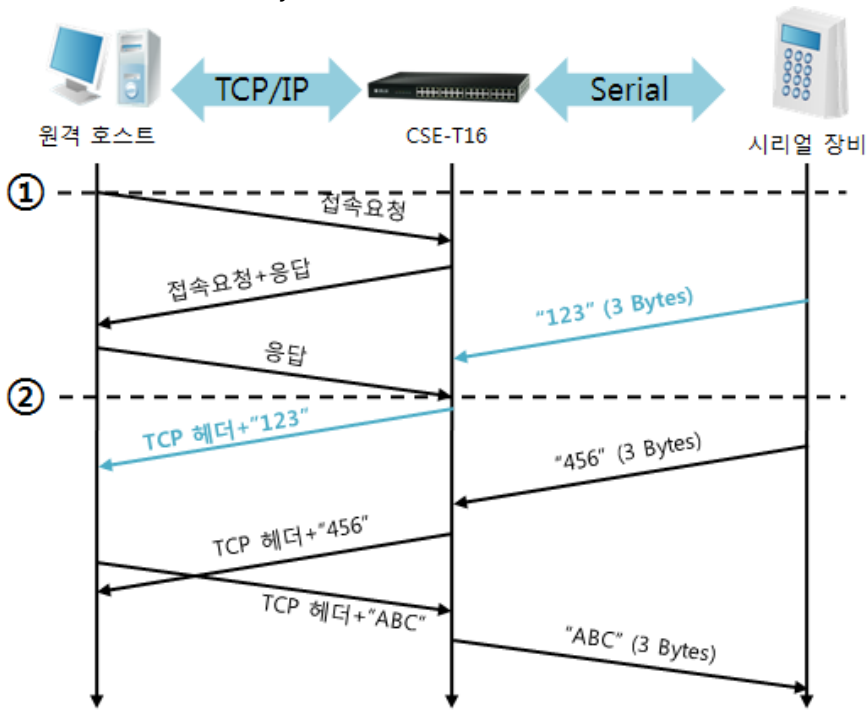 TCP/IP
Serial
원격 호스트
CSE-T16
시리얼 장비
①
접속요청
접속요청+응답
“123” (3 Bytes)
응답
②
TCP 헤더+“123”
“456” (3 Bytes)
TCP 헤더+“456”
TCP 헤더+“ABC”
“ABC” (3 Bytes)